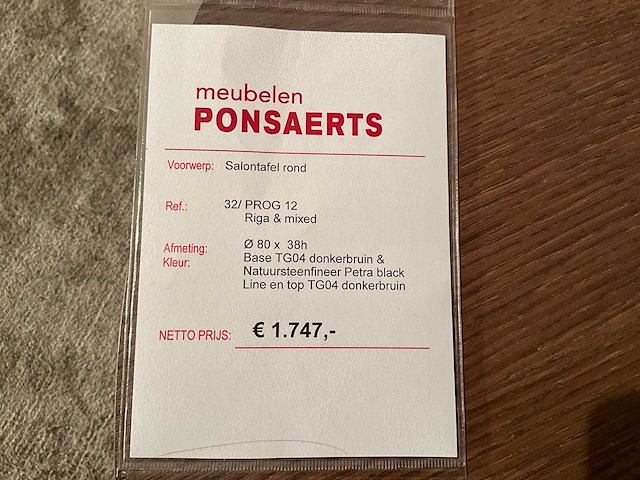 meubelen
PONSAERTS
Voorwerp: Salontafel rond
Ref.: 32/ PROG 12
Riga & mixed
Afmeting: Ø 80 x 38h
Kleur: Base TG04 donkerbruin &
Natuursteenfineer Petra black
Line en top TG04 donkerbruin
NETTO PRIJS: € 1.747,-